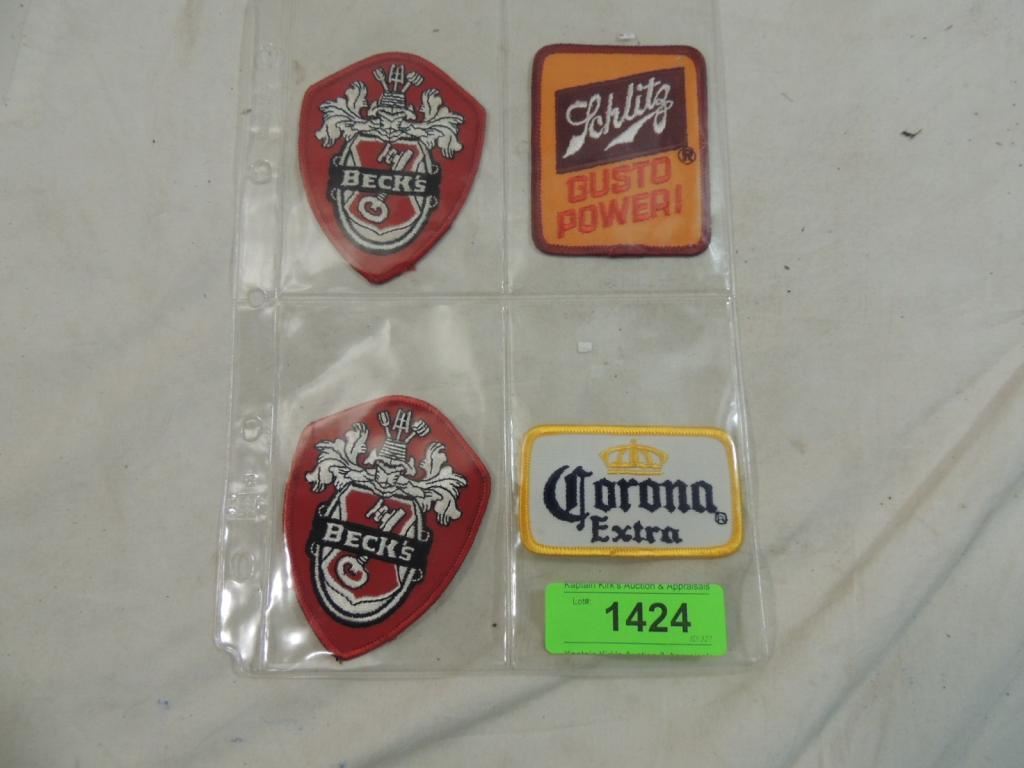 BECK'S
Schlitz
®
GUSTO
POWER!
BECK'S
Corona
®
Extra
Kaptain Kirk's Auction & Appraisals
Lot#:
1424